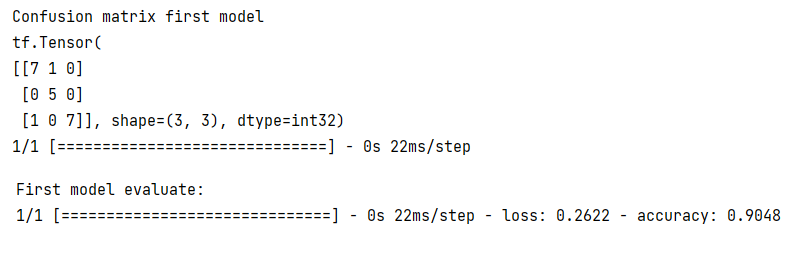 Confusion matrix first model
tf.Tensor(
[[7 1 0]
 [0 5 0]
 [1 0 7]], shape=(3, 3), dtype=int32)
1/1 [==============================] - 0s 22ms/step
First model evaluate:
1/1 [==============================] - 0s 22ms/step - loss: 0.2622 - accuracy: 0.9048